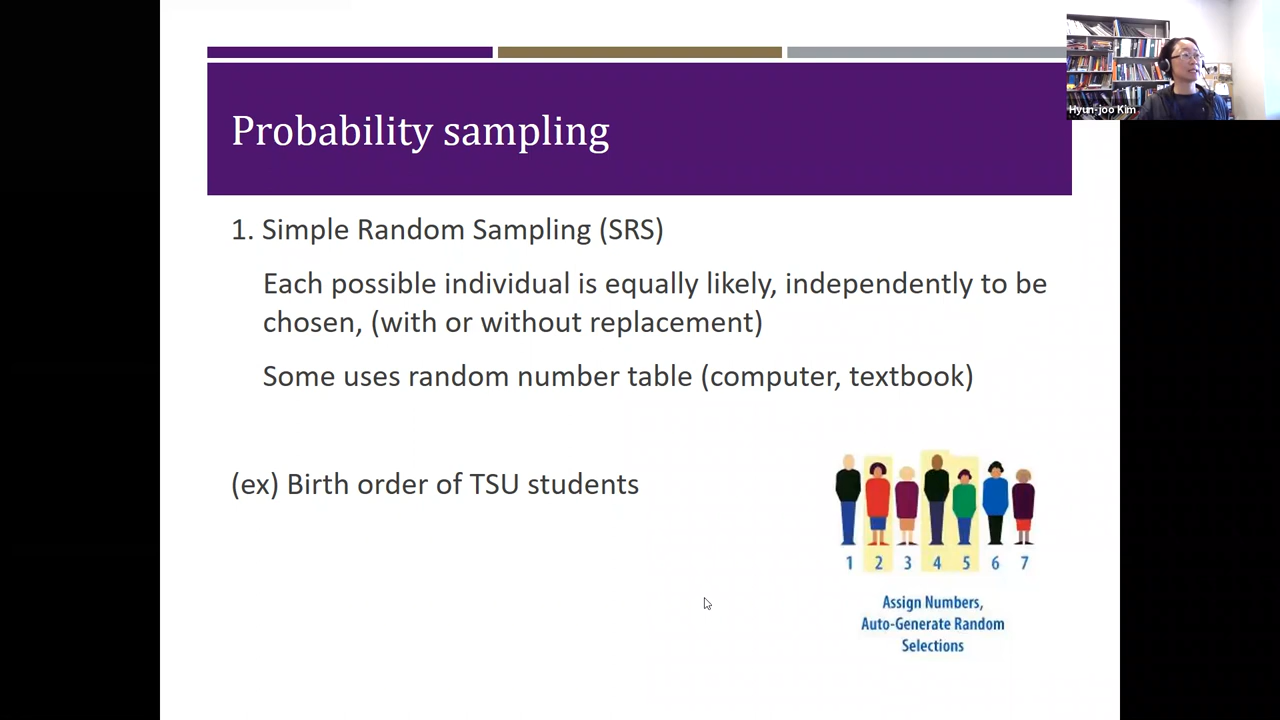 Probability sampling
Hyun-joo Kim
1. Simple Random Sampling (SRS)
Each possible individual is equally likely, independently to be
chosen, (with or without replacement)
Some uses random number table (computer, textbook)
(ex) Birth order of TSU students
1 2 3 4 5 6 7
Assign Numbers,
Auto-Generate Random
Selections